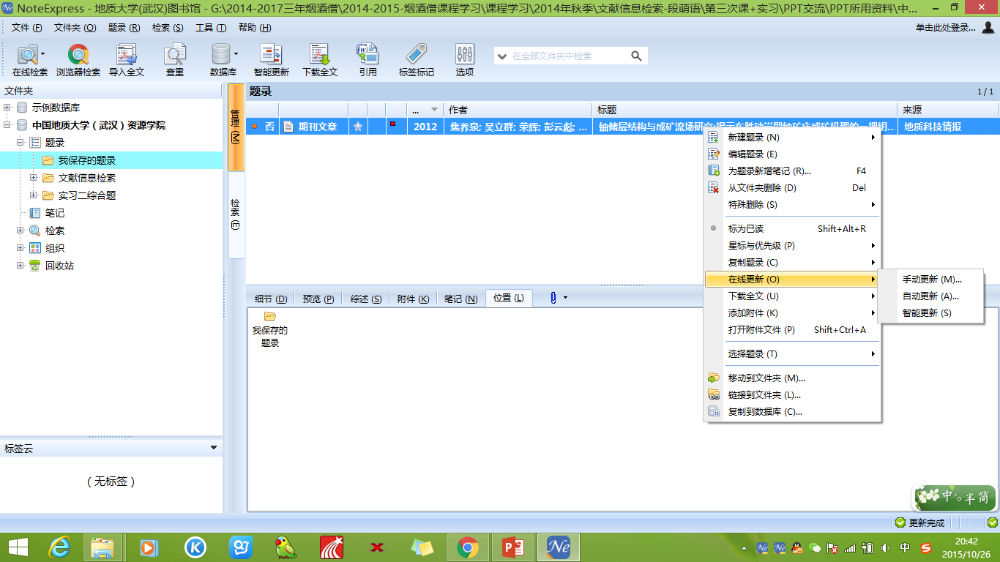 NoteExpress - 地质大学(武汉)图书馆 - G:\2014-2017三年烟酒僧\2014-2015-烟酒僧课程学习\课程学习\2014年秋季\文献信息检索-段萌语\第三次课+实习\PPT交流\PPT所用资料\中...
文件 (F) 文件夹 (O) 题录 (R) 检索 (S) 工具 (T) 帮助 (H) 单击此处登录...
在线检索 浏览器检索 导入全文 查重 数据库 智能更新 下载全文 引用 标签标记 选项 在全部文件夹中检索
文件夹
示例数据库
中国地质大学（武汉）资源学院
题录
我保存的题录
文献信息检索
实习二综合题
笔记
检索
组织
回收站
标签云
（无标签）
管理 (M)
检索 (E)
题录 1 / 1
... 作者 标题 来源
否 期刊文章 2012 焦养泉; 吴立群; 荣辉; 彭云彪; ... 铀储层结构与成矿流场研究:揭示东胜砂岩型铀矿床成矿机理的一把钥... 地质科技情报
新建题录 (N)
编辑题录 (E)
为题录新增笔记 (R)... F4
从文件夹删除 (D) Del
特殊删除 (S)
标为已读 Shift+Alt+R
星标与优先级 (P)
复制题录 (C)
在线更新 (O)
下载全文 (U)
添加附件 (K)
打开附件文件 (P) Shift+Ctrl+A
选择题录 (T)
移动到文件夹 (M)...
链接到文件夹 (L)...
复制到数据库 (C)...
手动更新 (M)...
自动更新 (A)...
智能更新 (S)
细节 (D) 预览 (P) 综述 (S) 附件 (K) 笔记 (N) 位置 (L)
我保存的
题录
中 半 简
更新完成
Ne
中
20:42
2015/10/26